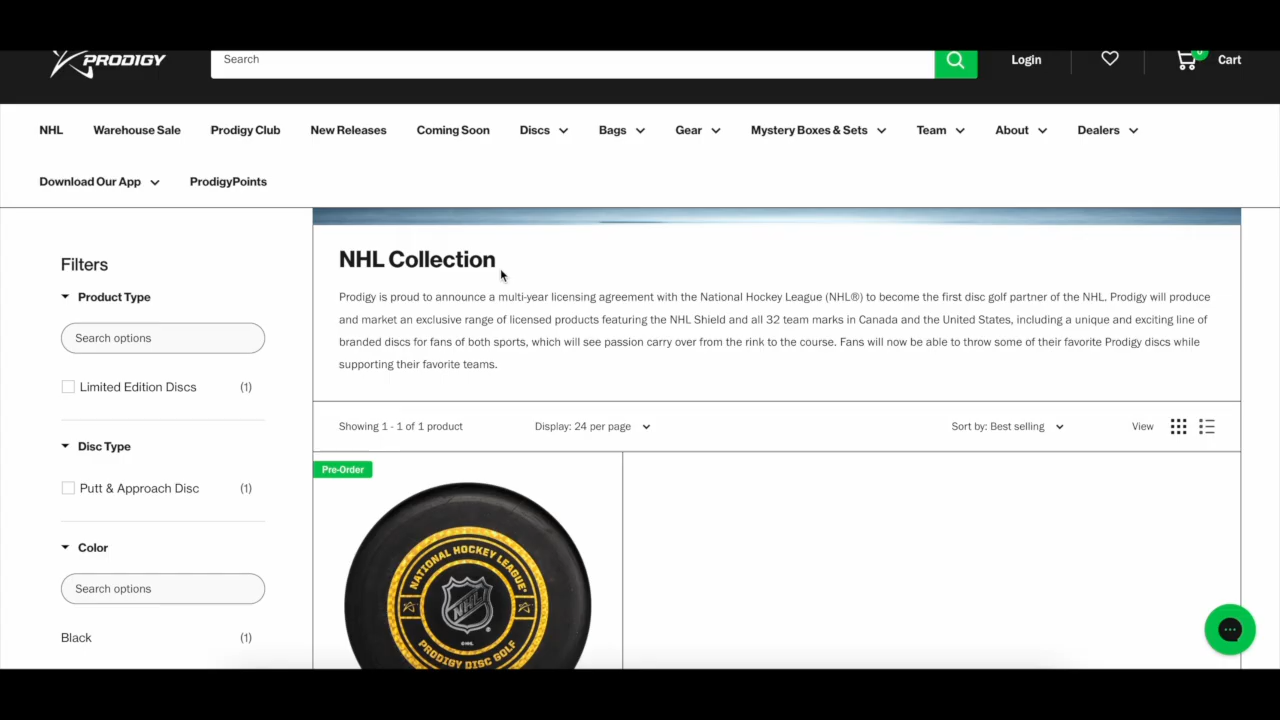 PRODIGY
Search
Login
Cart
NHL
Warehouse Sale
Prodigy Club
New Releases
Coming Soon
Discs
Bags
Gear
Mystery Boxes & Sets
Team
About
Dealers
Download Our App
ProdigyPoints
Filters
Product Type
Search options
Limited Edition Discs (1)
Disc Type
Putt & Approach Disc (1)
Color
Search options
Black (1)
NHL Collection
Prodigy is proud to announce a multi-year licensing agreement with the National Hockey League (NHL®) to become the first disc golf partner of the NHL. Prodigy will produce
and market an exclusive range of licensed products featuring the NHL Shield and all 32 team marks in Canada and the United States, including a unique and exciting line of
branded discs for fans of both sports, which will see passion carry over from the rink to the course. Fans will now be able to throw some of their favorite Prodigy discs while
supporting their favorite teams.
Showing 1 - 1 of 1 product
Display: 24 per page
Sort by: Best selling
View
Pre-Order
NATIONAL HOCKEY LEAGUE
NHL
©NHL
PRODIGY DISC GOLF